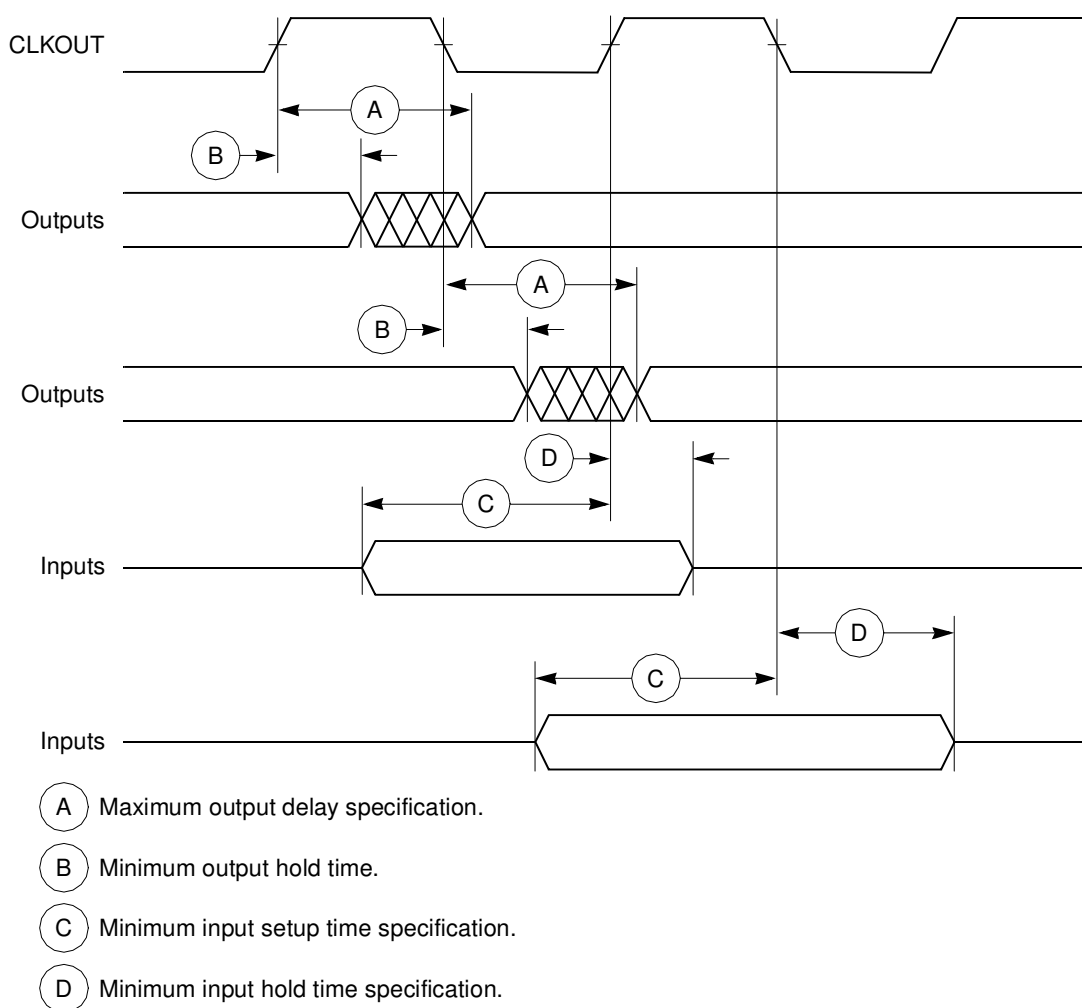 CLKOUT
A
B
Outputs
A
B
Outputs
D
C
Inputs
D
C
Inputs
A Maximum output delay specification.
B Minimum output hold time.
C Minimum input setup time specification.
D Minimum input hold time specification.